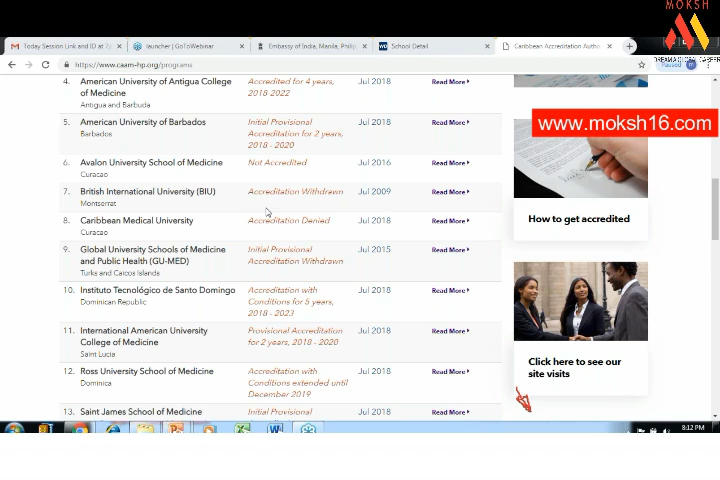 MOKSH
DREAM A GLOBAL CAREER
Today Session Link and ID at 7p
launcher | GoToWebinar
Embassy of India, Manila, Philip
School Detail
Caribbean Accreditation Autho
https://www.caam-hp.org/programs
Paused
www.moksh16.com
4. American University of Antigua College of Medicine
Antigua and Barbuda
Accredited for 4 years, 2018-2022
Jul 2018
Read More
5. American University of Barbados
Barbados
Initial Provisional Accreditation for 2 years, 2018 - 2020
Jul 2018
Read More
6. Avalon University School of Medicine
Curacao
Not Accredited
Jul 2016
Read More
7. British International University (BIU)
Montserrat
Accreditation Withdrawn
Jul 2009
Read More
8. Caribbean Medical University
Curacao
Accreditation Denied
Jul 2018
Read More
9. Global University Schools of Medicine and Public Health (GU-MED)
Turks and Caicos Islands
Initial Provisional Accreditation Withdrawn
Jul 2015
Read More
10. Instituto Tecnológico de Santo Domingo
Dominican Republic
Accreditation with Conditions for 5 years, 2018 - 2023
Jul 2018
Read More
11. International American University College of Medicine
Saint Lucia
Provisional Accreditation for 2 years, 2018 - 2020
Jul 2018
Read More
12. Ross University School of Medicine
Dominica
Accreditation with Conditions extended until December 2019
Jul 2018
Read More
13. Saint James School of Medicine
Initial Provisional
Jul 2018
Read More
How to get accredited
Click here to see our
site visits
8:12 PM